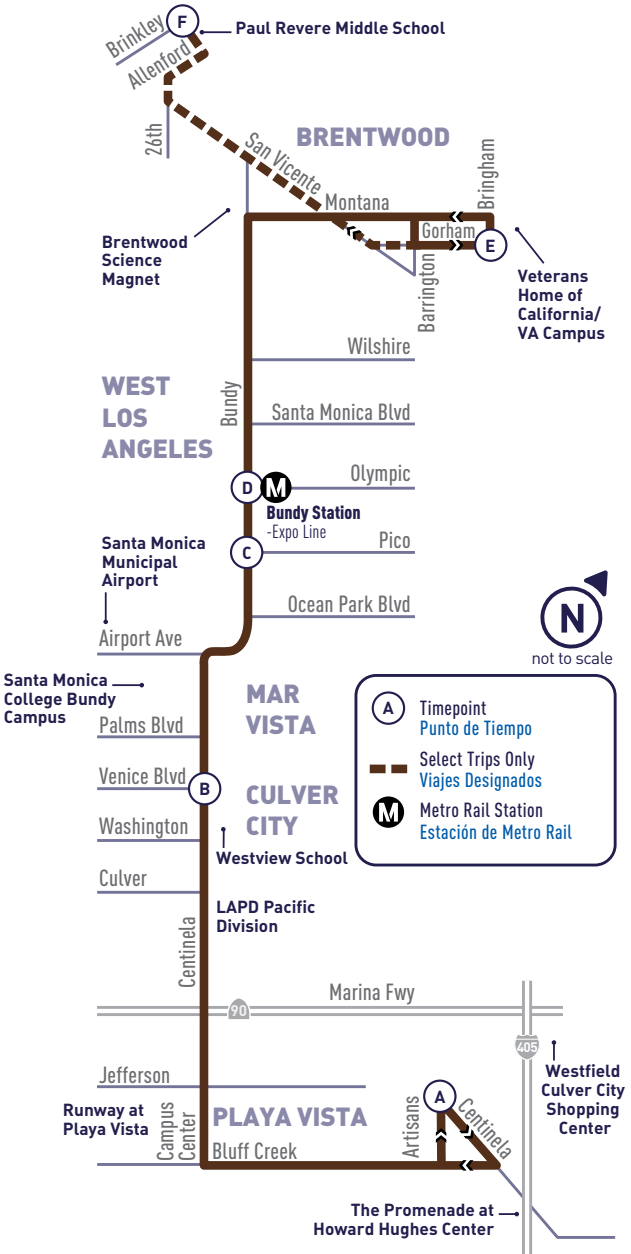 F
Paul Revere Middle School
Brinkley
Allenford
26th
San Vicente
BRENTWOOD
Bringham
Montana
Gorham
E
Barrington
Brentwood
Science
Magnet
Veterans
Home of
California/
VA Campus
Wilshire
WEST
LOS
ANGELES
Bundy
Santa Monica Blvd
Olympic
D
M
Bundy Station
-Expo Line
C
Pico
Santa Monica
Municipal
Airport
Ocean Park Blvd
Airport Ave
N
not to scale
Santa Monica
College Bundy
Campus
MAR
VISTA
Palms Blvd
A
Timepoint
Punto de Tiempo
Select Trips Only
Viajes Designados
M
Metro Rail Station
Estación de Metro Rail
Venice Blvd
B
CULVER
CITY
Washington
Westview School
Culver
LAPD Pacific
Division
Centinela
Marina Fwy
90
405
Westfield
Culver City
Shopping
Center
Jefferson
Runway at
Playa Vista
Campus
Center
PLAYA VISTA
Bluff Creek
Artisans
A
Centinela
The Promenade at
Howard Hughes Center